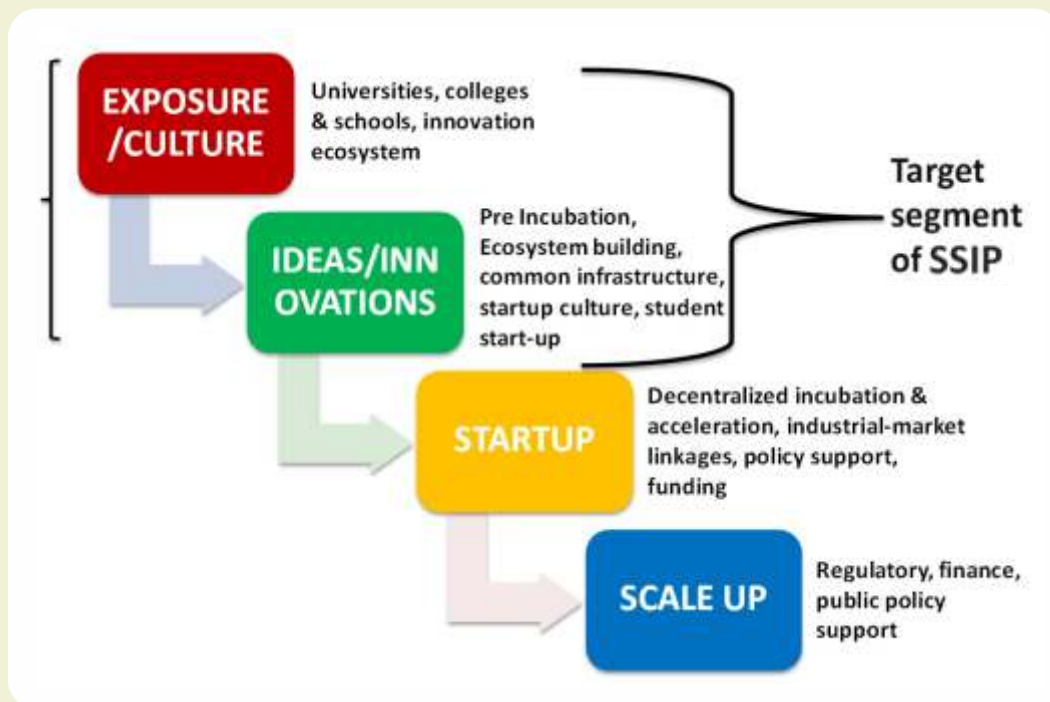 EXPOSURE
/CULTURE
Universities, colleges
& schools, innovation
ecosystem
IDEAS/INN
OVATIONS
Pre Incubation,
Ecosystem building,
common infrastructure,
startup culture, student
start-up
Target
segment
of SSIP
STARTUP
Decentralized incubation &
acceleration, industrial-market
linkages, policy support,
funding
SCALE UP
Regulatory, finance,
public policy
support